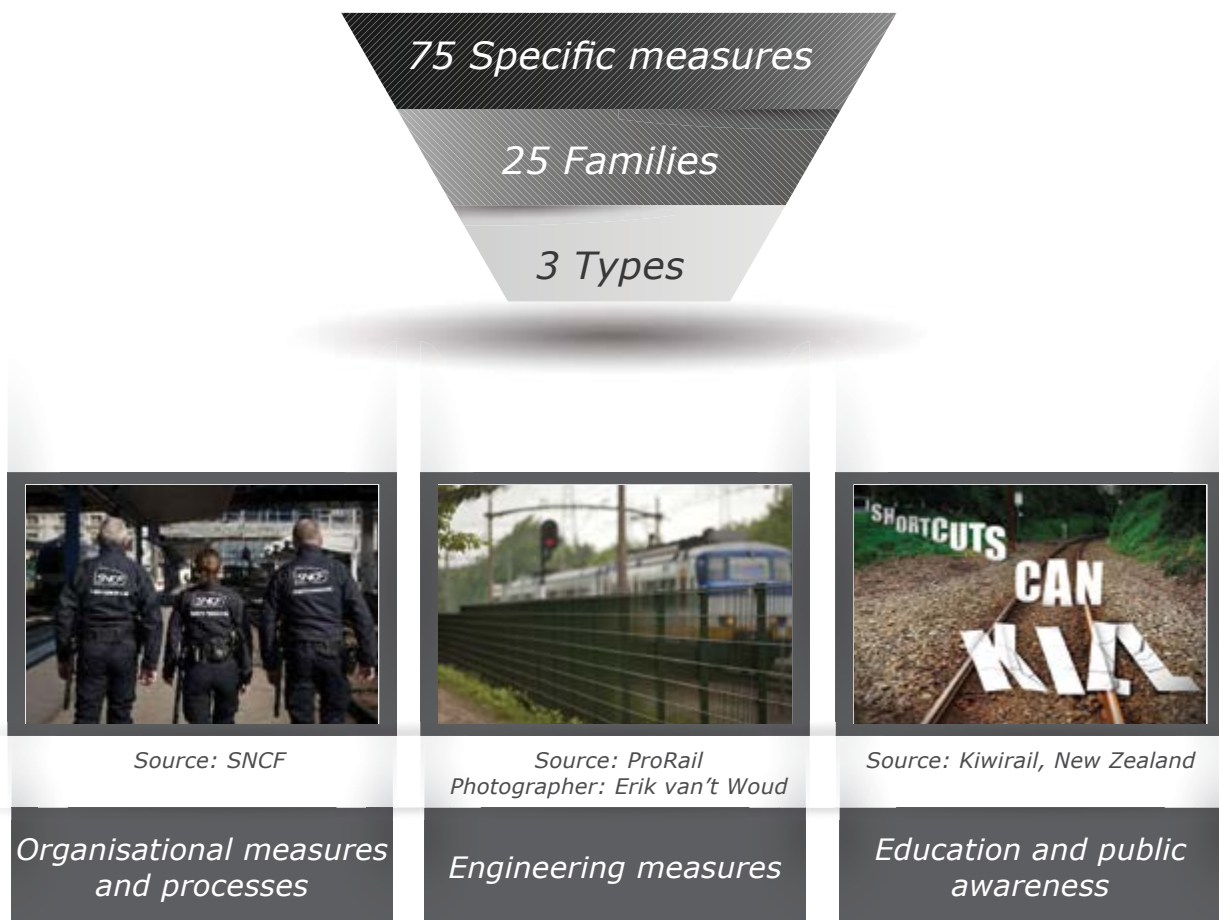 75 Specific measures
25 Families
3 Types
SNCF
SNCF
SNCF
SHORTCUTS
CAN
KILL
Source: SNCF
Source: ProRail
Photographer: Erik van’t Woud
Source: Kiwirail, New Zealand
Organisational measures
and processes
Engineering measures
Education and public
awareness